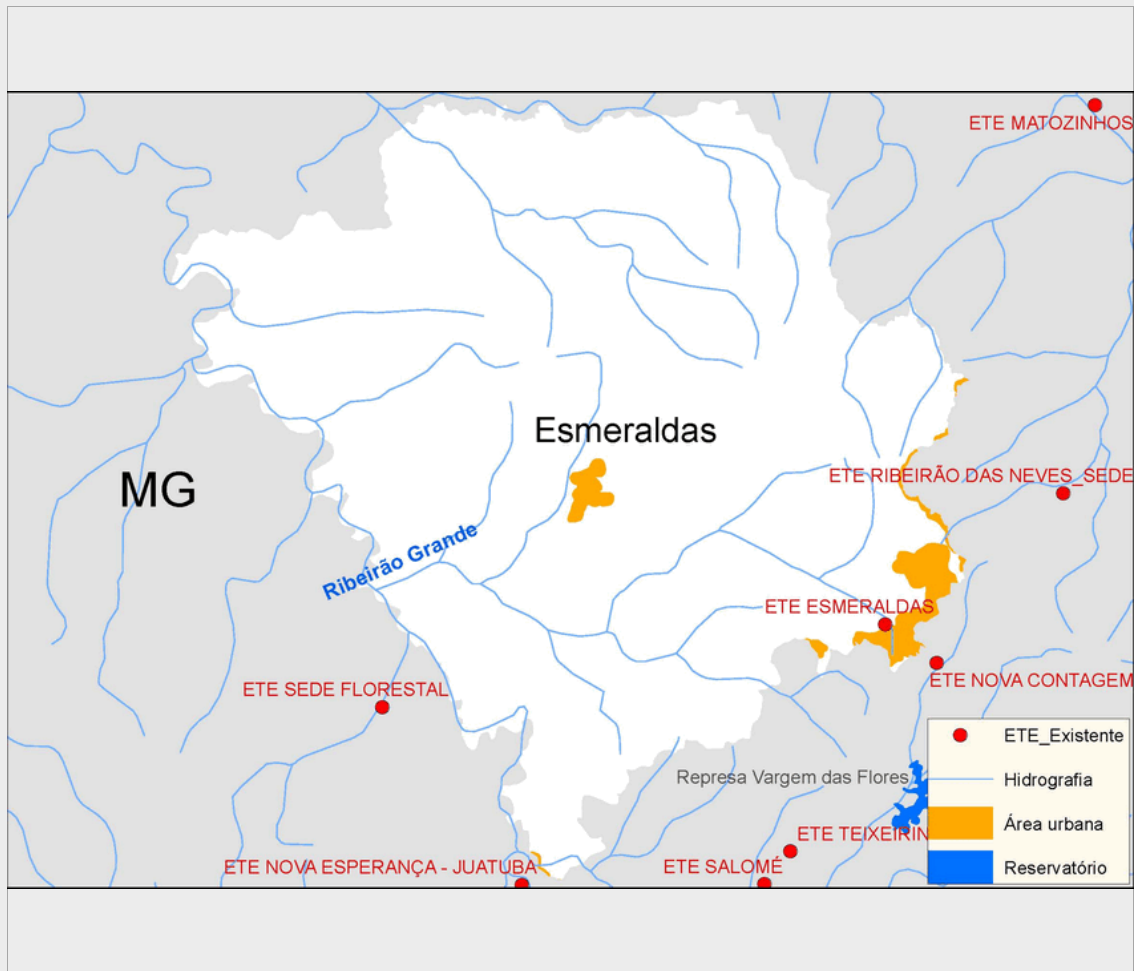 ETE MATOZINHOS
Esmeraldas
MG
ETE RIBEIRÃO DAS NEVES_SEDE
Ribeirão Grande
ETE ESMERALDAS
ETE NOVA CONTAGEM
ETE SEDE FLORESTAL
ETE_Existente
Represa Vargem das Flores
Hidrografia
Área urbana
ETE TEIXEIRIN
ETE NOVA ESPERANÇA - JUATUBA
ETE SALOMÉ
Reservatório